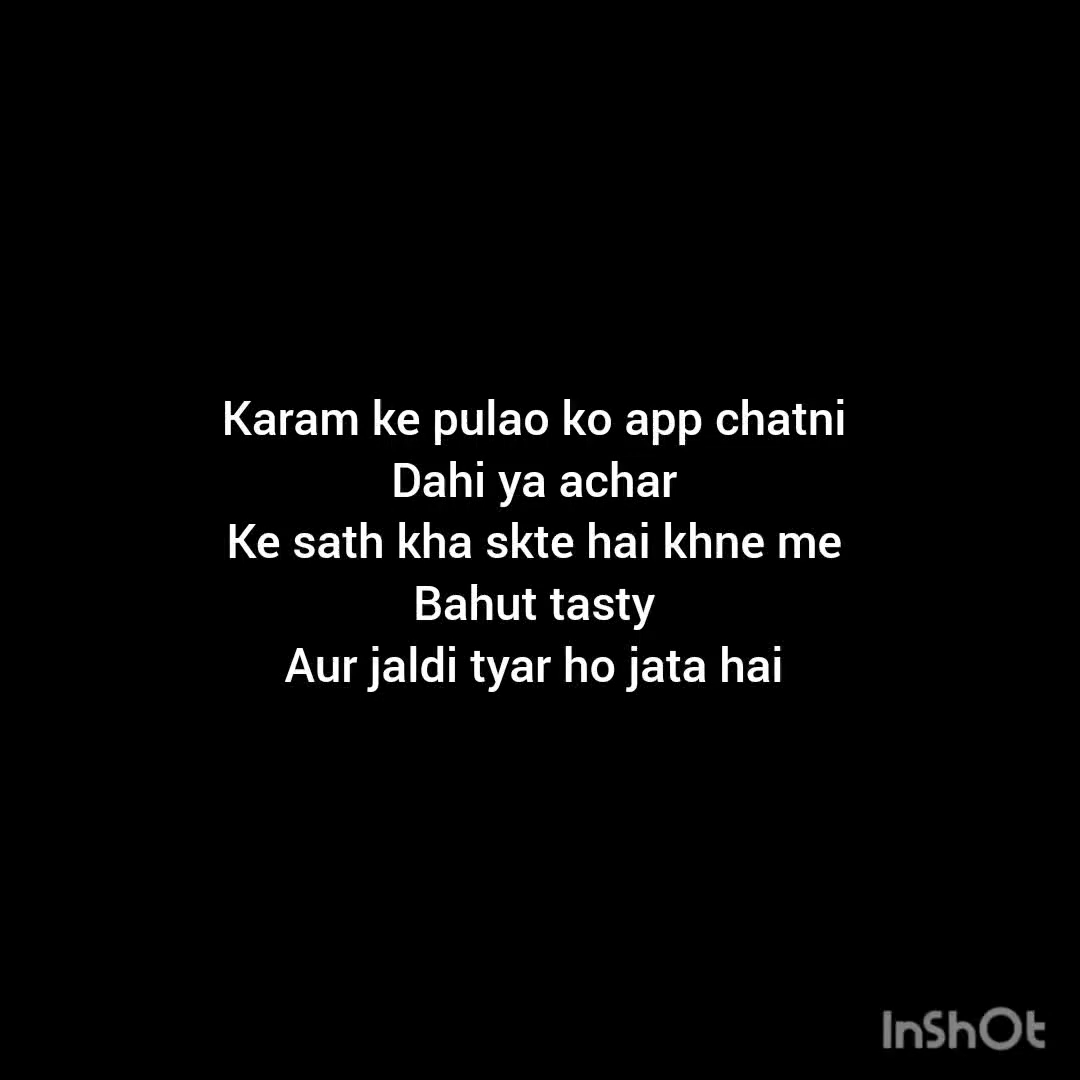 Karam ke pulao ko app chatni
Dahi ya achar
Ke sath kha skte hai khne me
Bahut tasty
Aur jaldi tyar ho jata hai
InShOt